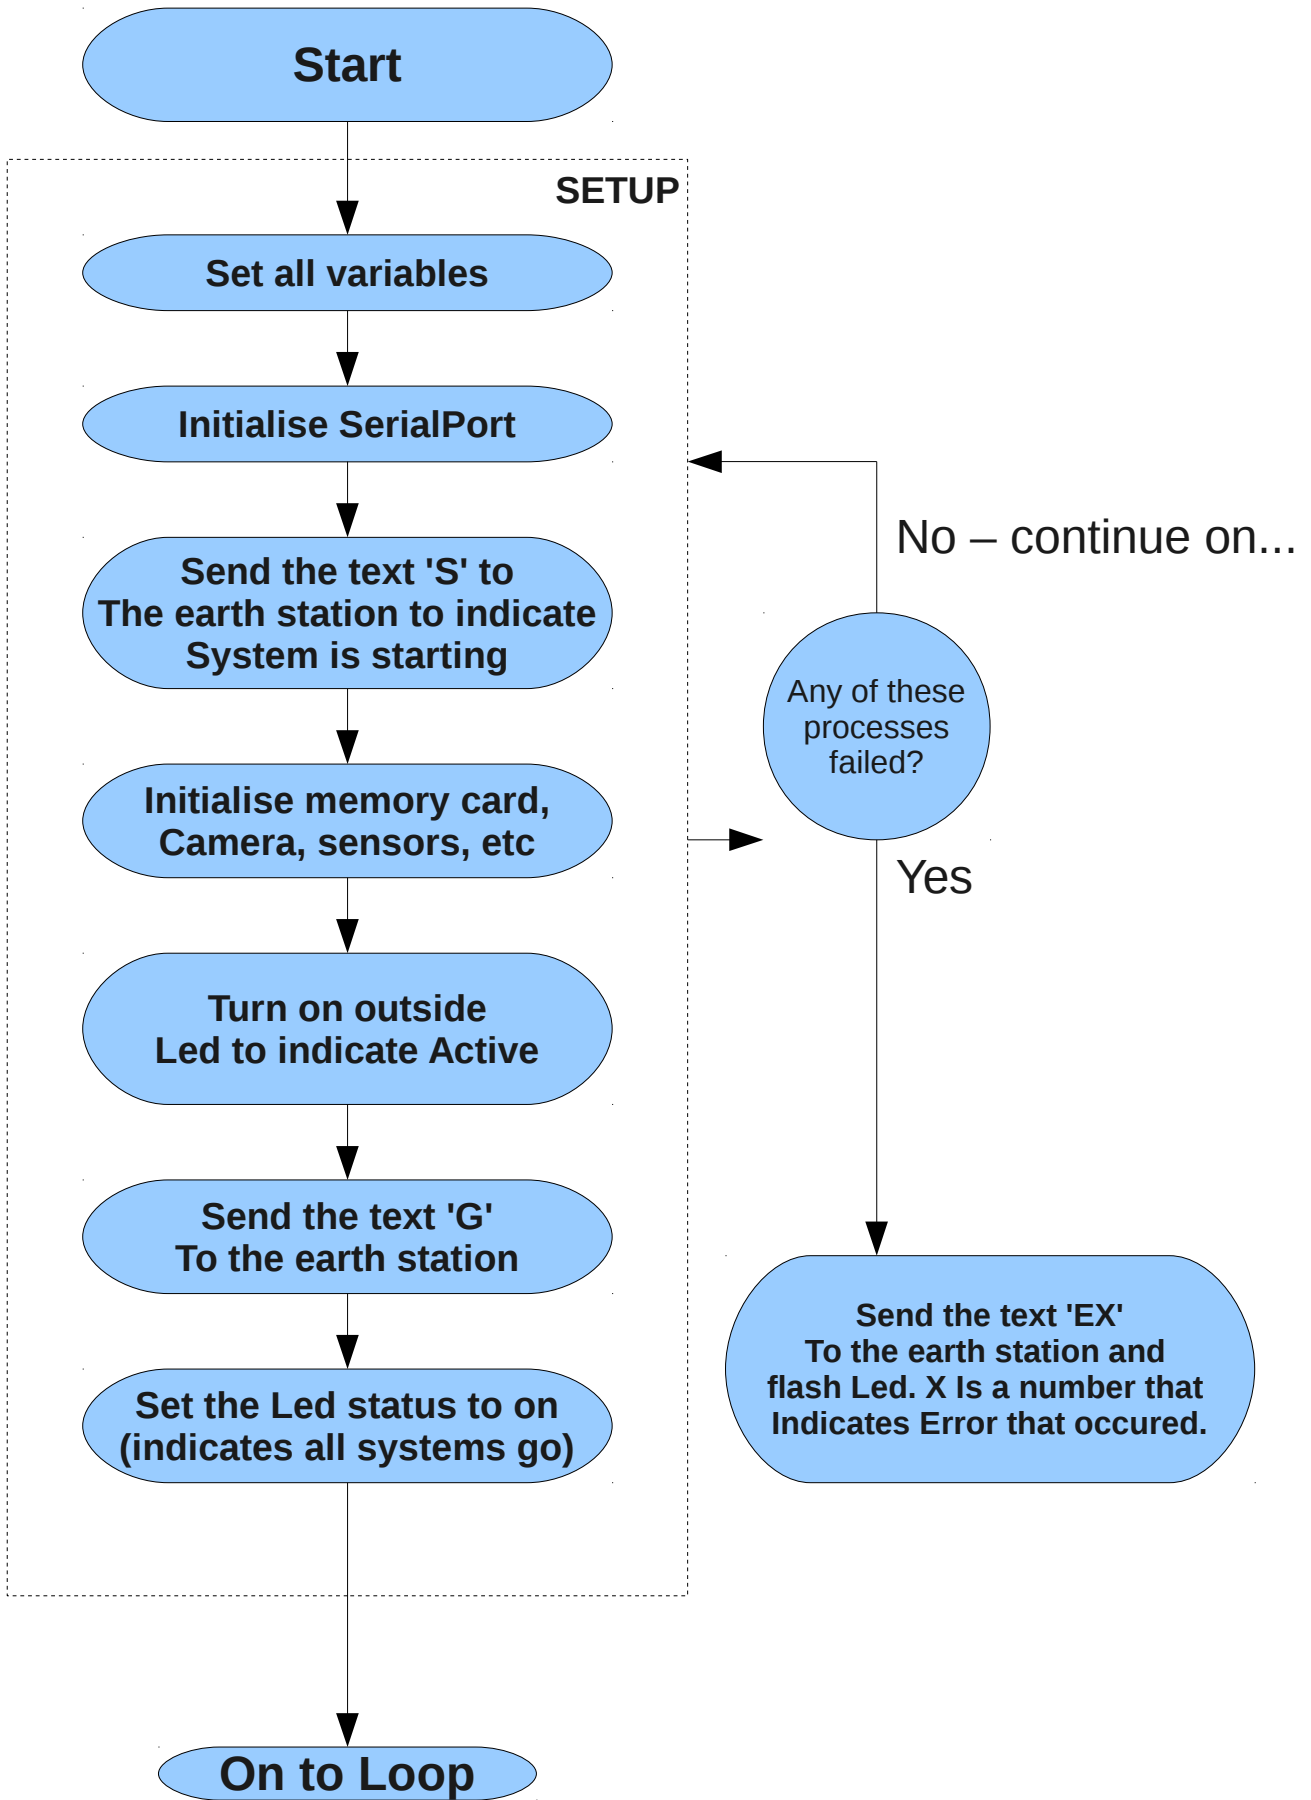 Start
SETUP
Set all variables
Initialise SerialPort
Send the text 'S' to
The earth station to indicate
System is starting
Initialise memory card,
Camera, sensors, etc
Turn on outside
Led to indicate Active
Send the text 'G'
To the earth station
Set the Led status to on
(indicates all systems go)
On to Loop
No – continue on...
Any of these
processes
failed?
Yes
Send the text 'EX'
To the earth station and
flash Led. X Is a number that
Indicates Error that occured.